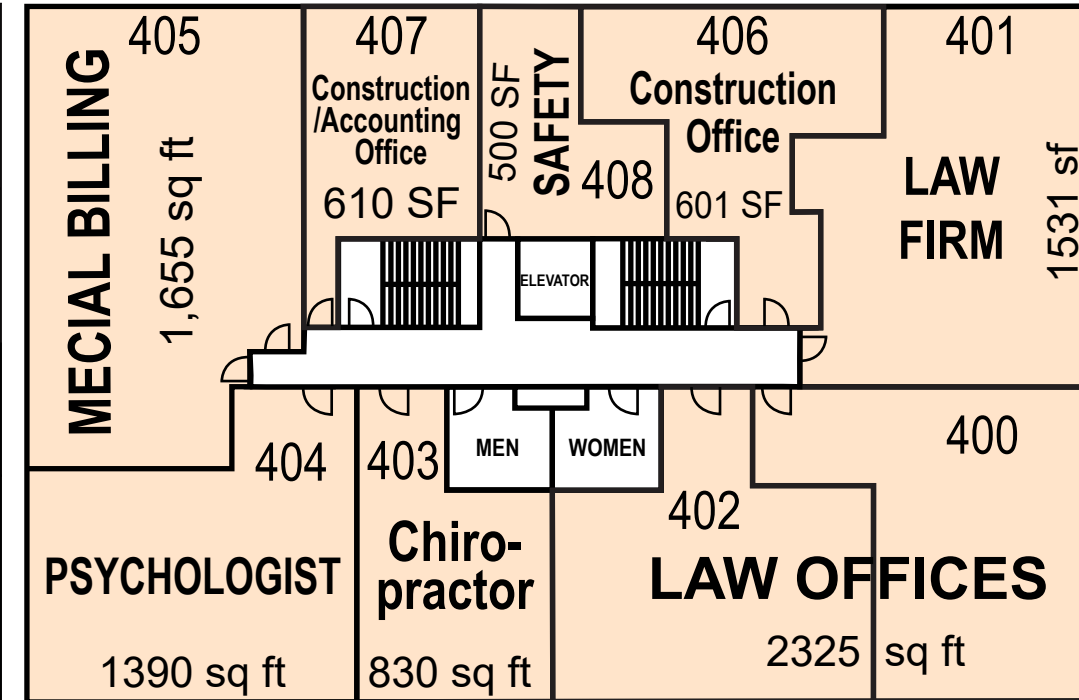 405
MECIAL BILLING
1,655 sq ft
407
Construction
/Accounting
Office
610 SF
500 SF
SAFETY
408
406
Construction
Office
601 SF
401
LAW
FIRM
1531 sf
ELEVATOR
MEN
WOMEN
404
PSYCHOLOGIST
1390 sq ft
403
Chiro-
practor
830 sq ft
402
400
LAW OFFICES
2325 sq ft